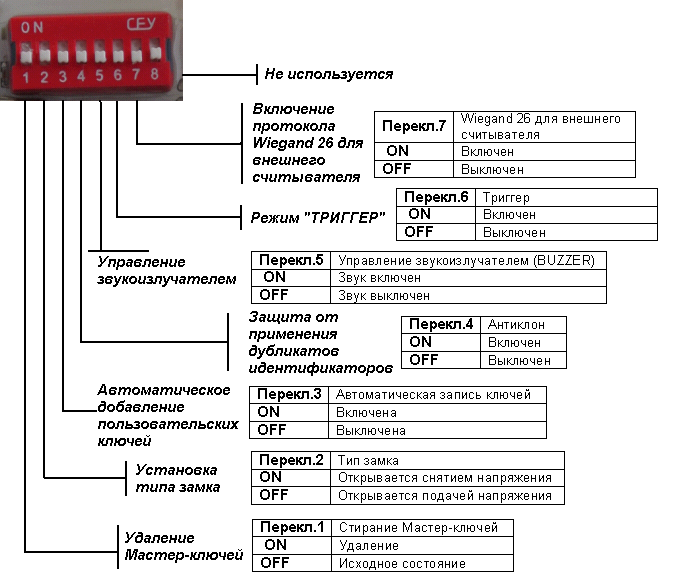 ON CFY
1 2 3 4 5 6 7 8
Не используется
Включение
протокола
Wiegand 26 для
внешнего
считывателя
Перекл.7 Wiegand 26 для внешнего
считывателя
ON Включен
OFF Выключен
Режим "ТРИГГЕР"
Перекл.6 Триггер
ON Включен
OFF Выключен
Управление
звукоизлучателем
Перекл.5 Управление звукоизлучателем (BUZZER)
ON Звук включен
OFF Звук выключен
Защита от
применения
дубликатов
идентификаторов
Перекл.4 Антиклон
ON Включен
OFF Выключен
Автоматическое
добавление
пользовательских
ключей
Перекл.3 Автоматическая запись ключей
ON Включена
OFF Выключена
Установка
типа замка
Перекл.2 Тип замка
ON Открывается снятием напряжения
OFF Открывается подачей напряжения
Удаление
Мастер-ключей
Перекл.1 Стирание Мастер-ключей
ON Удаление
OFF Исходное состояние